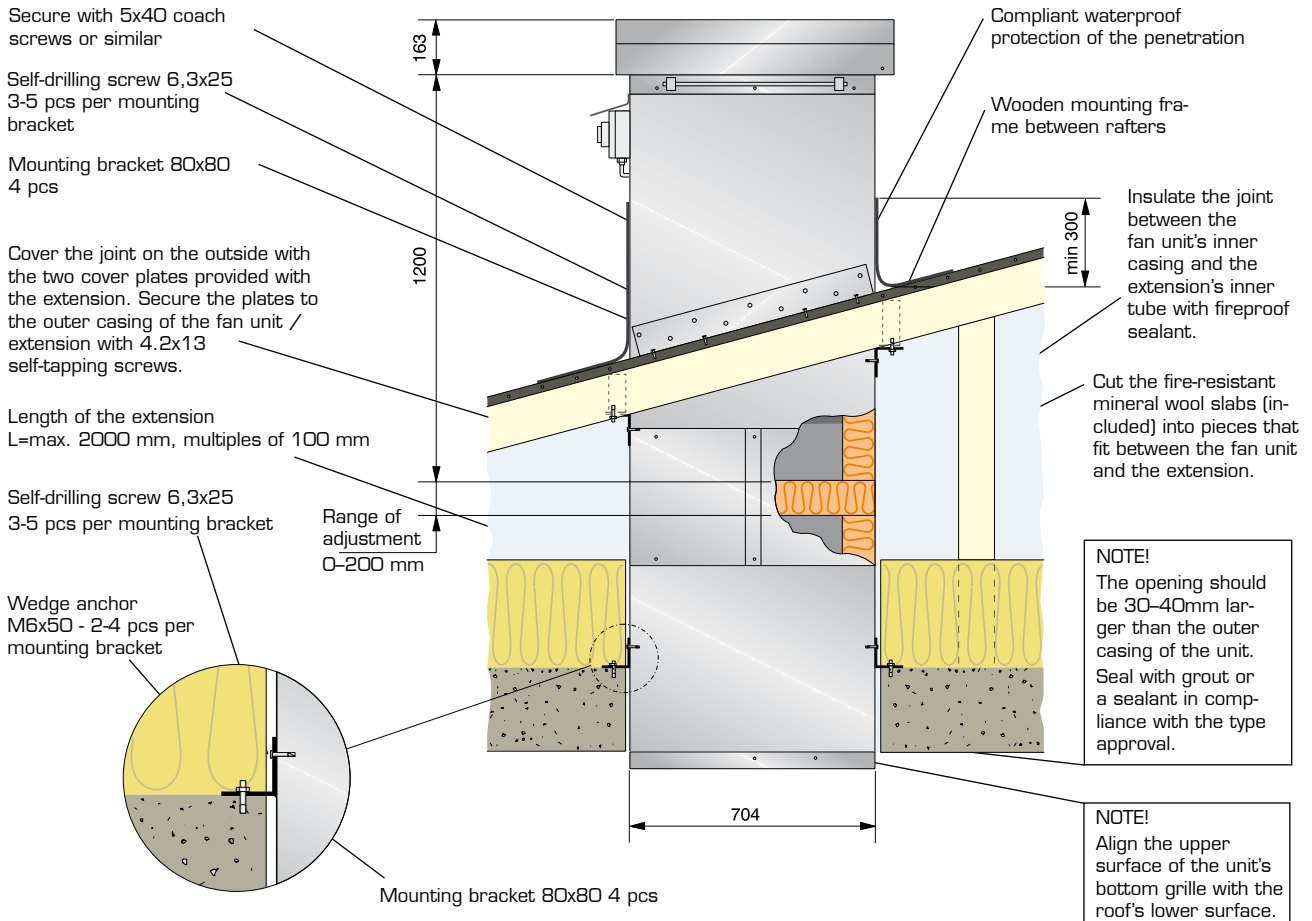 Secure with 5x40 coach
screws or similar
Self-drilling screw 6,3x25
3-5 pcs per mounting
bracket
Mounting bracket 80x80
4 pcs
Cover the joint on the outside with
the two cover plates provided with
the extension. Secure the plates to
the outer casing of the fan unit /
extension with 4.2x13
self-tapping screws.
Length of the extension
L=max. 2000 mm, multiples of 100 mm
Self-drilling screw 6,3x25
3-5 pcs per mounting bracket
Wedge anchor
M6x50 - 2-4 pcs per
mounting bracket
163
1200
Range of
adjustment
0–200 mm
704
Mounting bracket 80x80 4 pcs
Compliant waterproof
protection of the penetration
Wooden mounting fra-
me between rafters
min 300
Insulate the joint
between the
fan unit's inner
casing and the
extension's inner
tube with fireproof
sealant.
Cut the fire-resistant
mineral wool slabs (in-
cluded) into pieces that
fit between the fan unit
and the extension.
NOTE!
The opening should
be 30–40mm lar-
ger than the outer
casing of the unit.
Seal with grout or
a sealant in comp-
liance with the type
approval.
NOTE!
Align the upper
surface of the unit's
bottom grille with the
roof's lower surface.